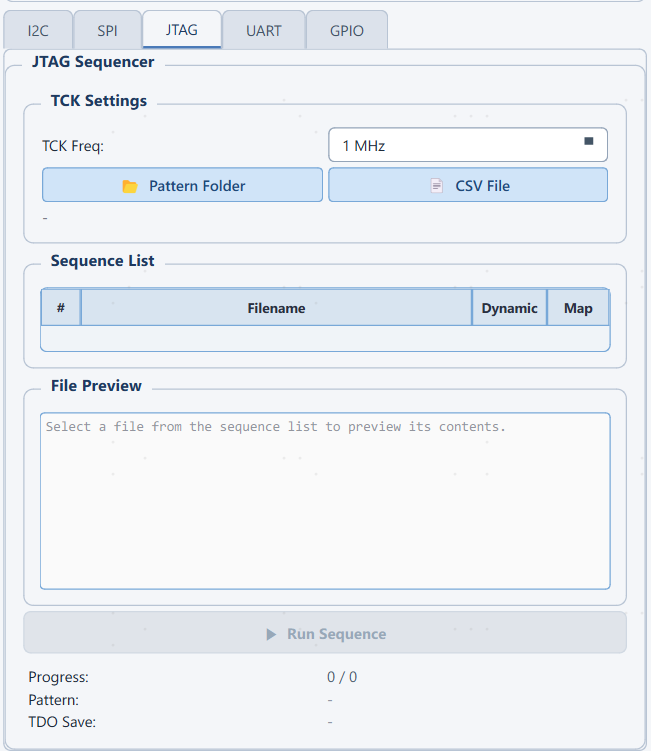 I2C SPI JTAG UART GPIO
JTAG Sequencer
TCK Settings
TCK Freq: 1 MHz
Pattern Folder CSV File
-
Sequence List
# Filename Dynamic Map
File Preview
Select a file from the sequence list to preview its contents.
Run Sequence
Progress: 0 / 0
Pattern: -
TDO Save: -